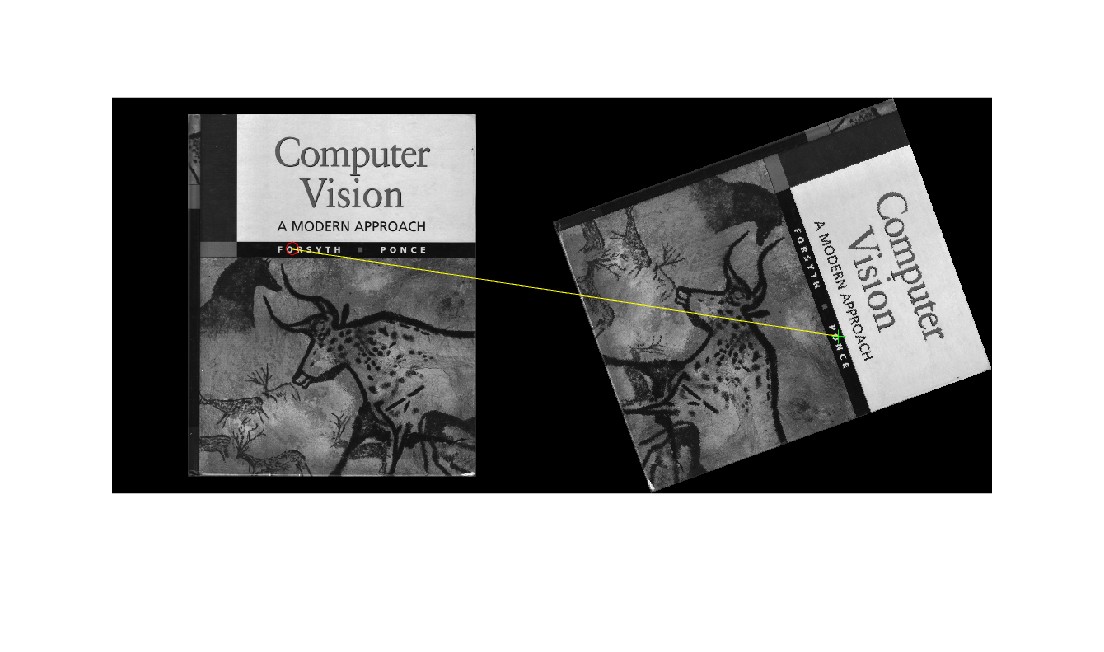 Computer
Vision
A MODERN APPROACH
FORSYTH ■ PONCE
Computer
Vision
A MODERN APPROACH
FORSYTH ■ PONCE